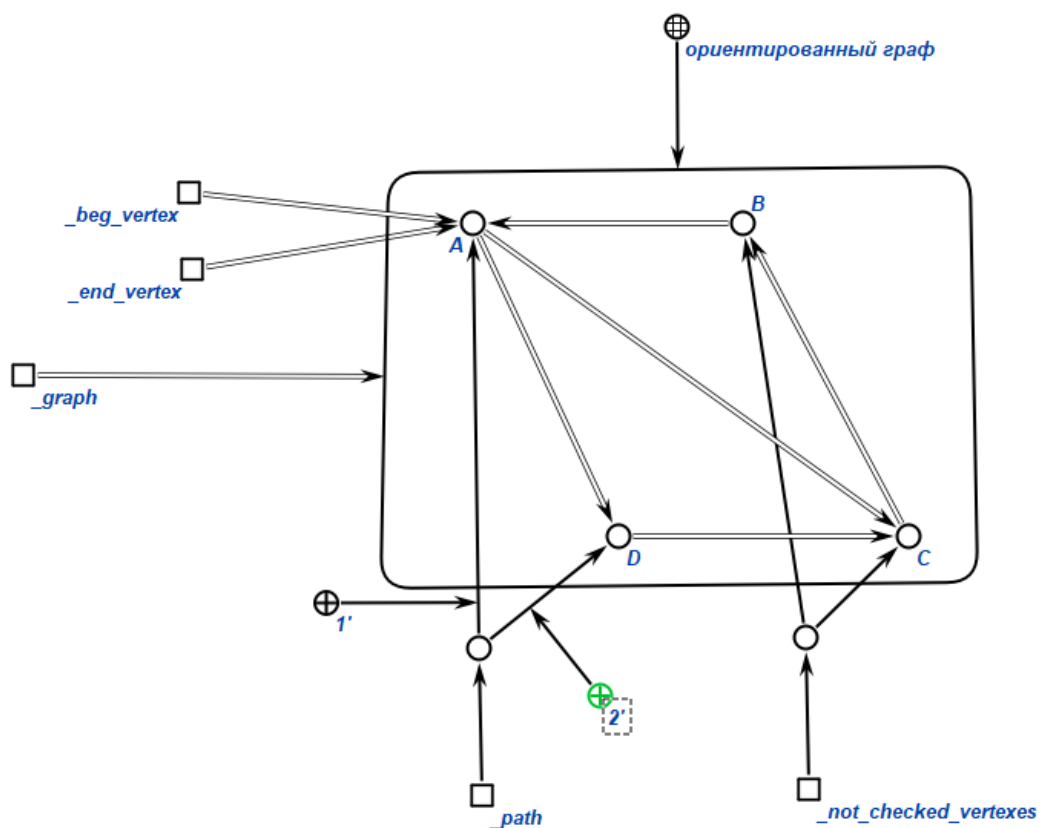 ориентированный граф
_beg_vertex
B
A
_end_vertex
_graph
D
C
1'
2'
_path
_not_checked_vertexes